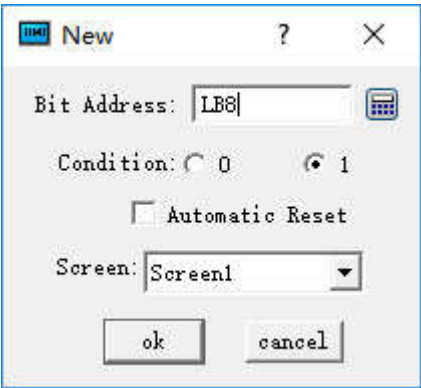 New ? ×
Bit Address: LB8
Condition: 0 1
Automatic Reset
Screen: Screen1
ok cancel